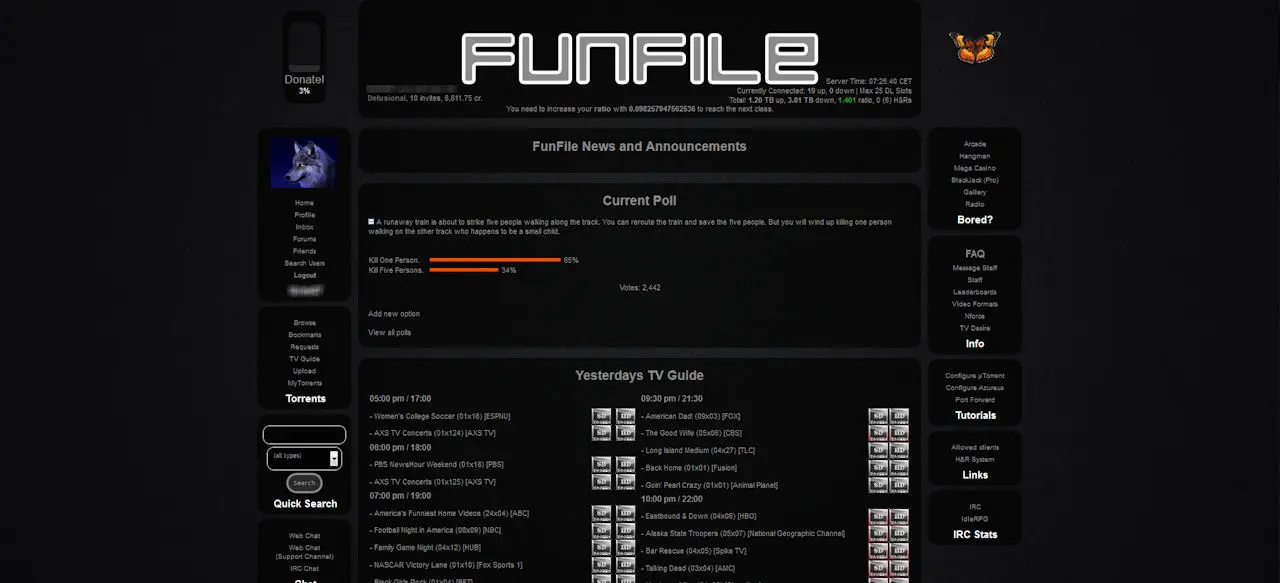 Donate!
3%
FUNFILE
Server Time: 07:25:40 CET
Currently Connected: 19 up, 0 down | Max 25 DL Slots
Delusional, 10 invites, 8,811.75 cr.
Total: 1.20 TB up, 3.81 TB down, 1.401 ratio, 0 (6) H&Rs
You need to increase your ratio with 0.098257947562536 to reach the next class.
Home
Profile
Inbox
Forums
Friends
Search Users
Logout
Browse
Bookmarks
Requests
TV Guide
Upload
MyTorrents
Torrents
(all types)
Search
Quick Search
Web Chat
Web Chat
(Support Channel)
IRC Chat
Chat
FunFile News and Announcements
Current Poll
A runaway train is about to strike five people walking along the track. You can reroute the train and save the five people. But you will wind up killing one person
walking on the other track who happens to be a small child.
Kill One Person. 65%
Kill Five Persons. 34%
Votes: 2,442
Add new option
View all polls
Yesterdays TV Guide
05:00 pm / 17:00
- Women's College Soccer (01x16) [ESPNU]
- AXS TV Concerts (01x124) [AXS TV]
06:00 pm / 18:00
- PBS NewsHour Weekend (01x18) [PBS]
- AXS TV Concerts (01x125) [AXS TV]
07:00 pm / 19:00
- America's Funniest Home Videos (24x04) [ABC]
- Football Night in America (08x09) [NBC]
- Family Game Night (04x12) [HUB]
- NASCAR Victory Lane (01x10) [Fox Sports 1]
- Black Girls Rock (01x04) [BET]
09:30 pm / 21:30
- American Dad! (09x03) [FOX]
- The Good Wife (05x06) [CBS]
- Long Island Medium (04x27) [TLC]
- Back Home (01x01) [Fusion]
- Goin' Pearl Crazy (01x01) [Animal Planet]
10:00 pm / 22:00
- Eastbound & Down (04x06) [HBO]
- Alaska State Troopers (05x07) [National Geographic Channel]
- Bar Rescue (04x05) [Spike TV]
- Talking Dead (03x04) [AMC]
Arcade
Hangman
Mega Casino
BlackJack (Pro)
Gallery
Radio
Bored?
FAQ
Message Staff
Staff
Leaderboards
Video Formats
Nforce
TV Desire
Info
Configure µTorrent
Configure Azureus
Port Forward
Tutorials
Allowed clients
H&R System
Links
IRC
IdleRPG
IRC Stats